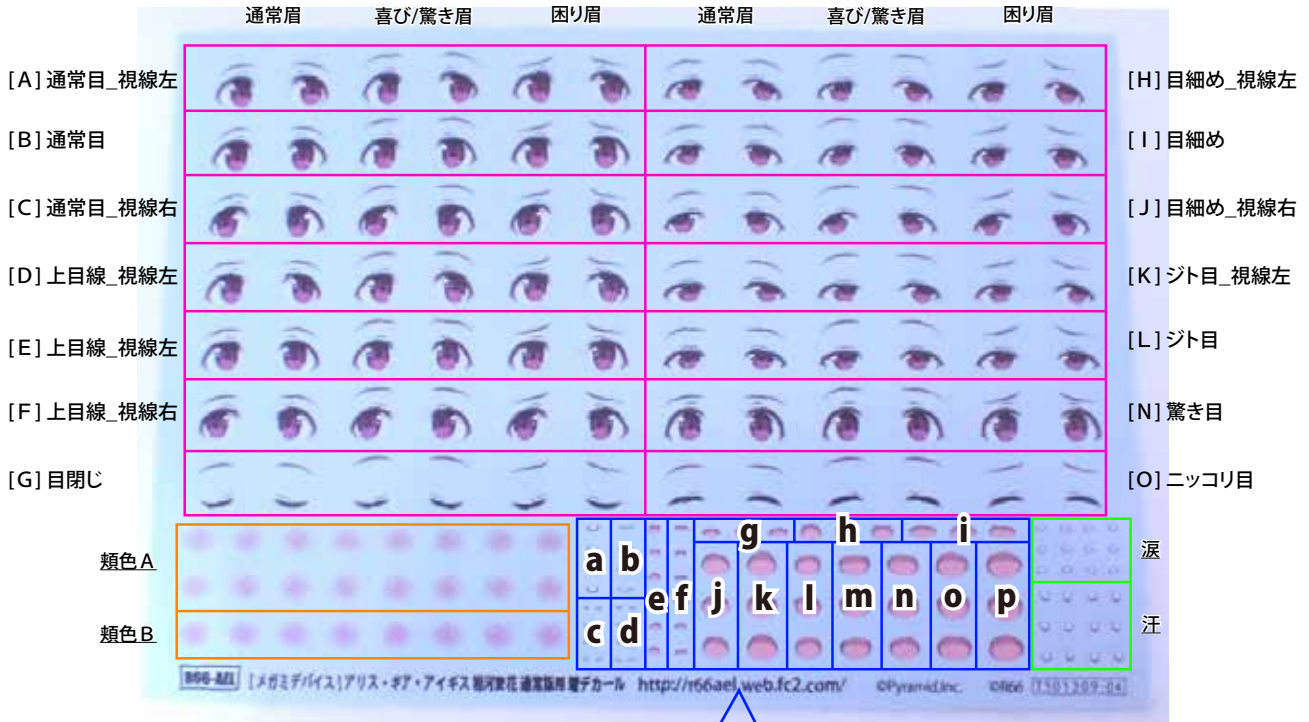 通常眉 喜び/驚き眉 困り眉 通常眉 喜び/驚き眉 困り眉
[A] 通常目_視線左 [H] 目細め_視線左
[B] 通常目 [I] 目細め
[C] 通常目_視線右 [J] 目細め_視線右
[D] 上目線_視線左 [K] ジト目_視線左
[E] 上目線_視線左 [L] ジト目
[F] 上目線_視線右 [N] 驚き目
[G] 目閉じ [O] ニッコリ目
g h i
a b 涙
頬色A
e f j k l m n o p
c d
頬色B 汗
R66-AEL [メガミデバイス]アリス・ギア・アイギス 通常版用 瞳デカール http://r66ael.web.fc2.com/ ©Pyramid,Inc. ©R66 TS01209-04